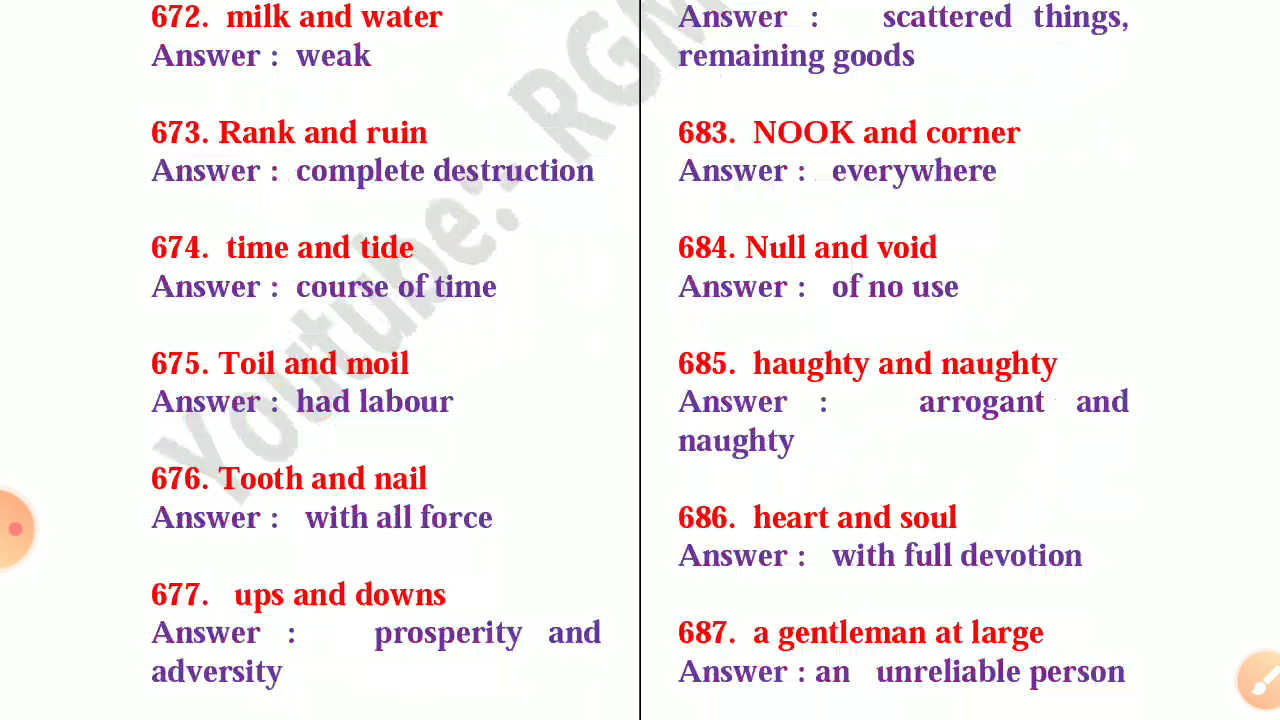 672. milk and water
Answer : weak
673. Rank and ruin
Answer : complete destruction
674. time and tide
Answer : course of time
675. Toil and moil
Answer : had labour
676. Tooth and nail
Answer : with all force
677. ups and downs
Answer : prosperity and
adversity
Answer : scattered things,
remaining goods
683. NOOK and corner
Answer : everywhere
684. Null and void
Answer : of no use
685. haughty and naughty
Answer : arrogant and
naughty
686. heart and soul
Answer : with full devotion
687. a gentleman at large
Answer : an unreliable person
Youtube:- RGM